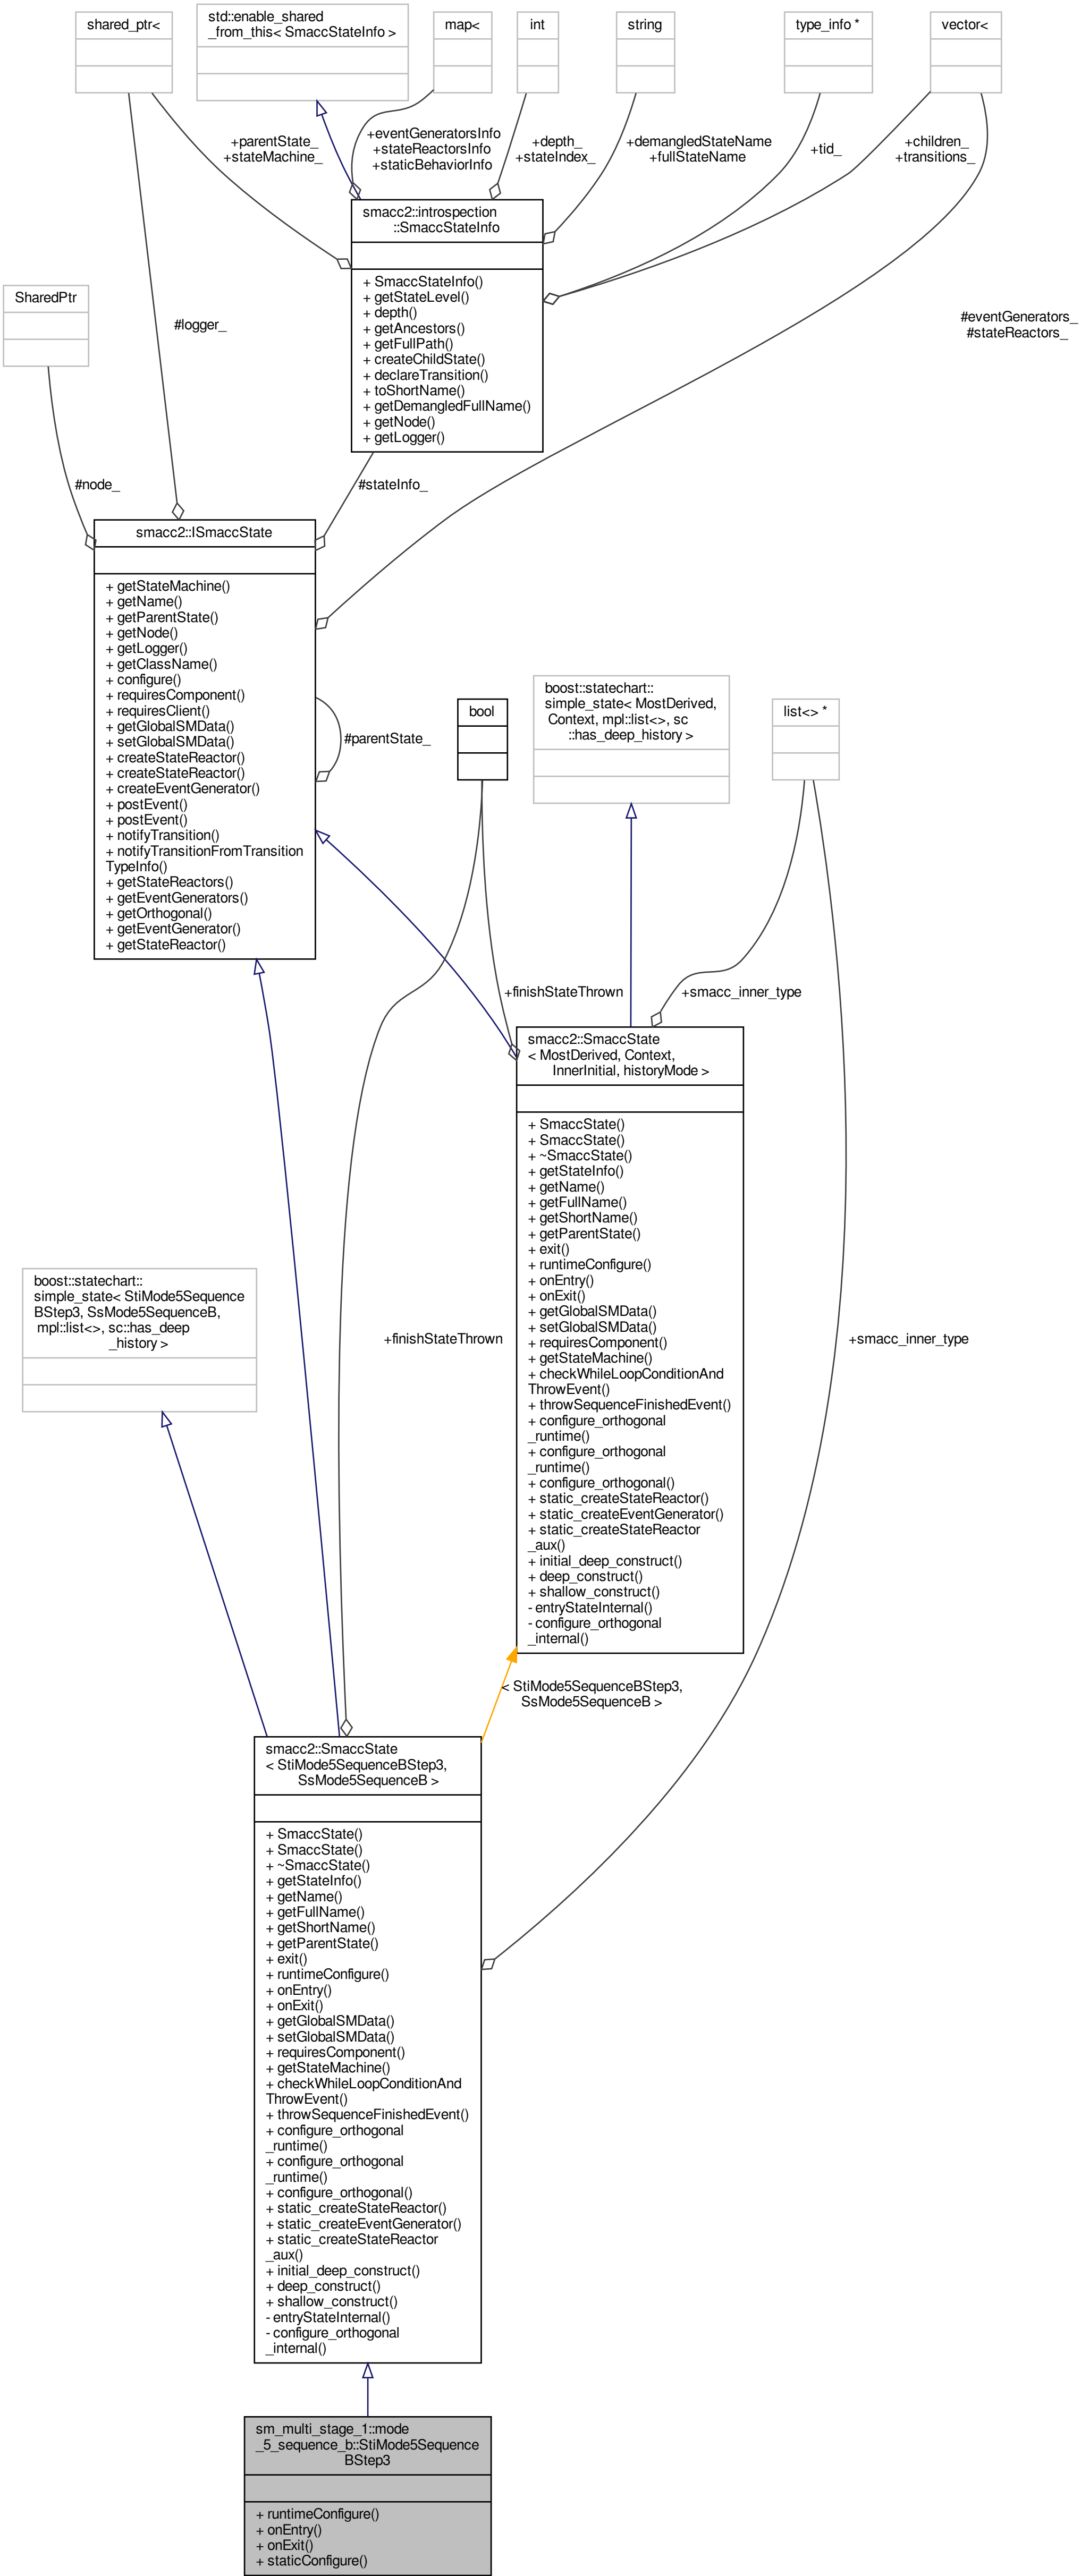 shared_ptr<
std::enable_shared
_from_this< SmaccStateInfo >
map<
int
string
type_info *
vector<
+parentState_
+stateMachine_
+eventGeneratorsInfo
+stateReactorsInfo
+staticBehaviorInfo
+depth_
+stateIndex_
+demangledStateName
+fullStateName
+tid_
+children_
+transitions_
smacc2::introspection
::SmaccStateInfo
+ SmaccStateInfo()
+ getStateLevel()
+ depth()
+ getAncestors()
+ getFullPath()
+ createChildState()
+ declareTransition()
+ toShortName()
+ getDemangledFullName()
+ getNode()
+ getLogger()
SharedPtr
#logger_
#eventGenerators_
#stateReactors_
#node_
#stateInfo_
smacc2::ISmaccState
+ getStateMachine()
+ getName()
+ getParentState()
+ getNode()
+ getLogger()
+ getClassName()
+ configure()
+ requiresComponent()
+ requiresClient()
+ getGlobalSMData()
+ setGlobalSMData()
+ createStateReactor()
+ createStateReactor()
+ createEventGenerator()
+ postEvent()
+ postEvent()
+ notifyTransition()
+ notifyTransitionFromTransition
TypeInfo()
+ getStateReactors()
+ getEventGenerators()
+ getOrthogonal()
+ getEventGenerator()
+ getStateReactor()
#parentState_
bool
boost::statechart::
simple_state< MostDerived,
Context, mpl::list<>, sc
::has_deep_history >
list<> *
+finishStateThrown
+smacc_inner_type
smacc2::SmaccState
< MostDerived, Context,
InnerInitial, historyMode >
+ SmaccState()
+ SmaccState()
+ ~SmaccState()
+ getStateInfo()
+ getName()
+ getFullName()
+ getShortName()
+ getParentState()
+ exit()
+ runtimeConfigure()
+ onEntry()
+ onExit()
+ getGlobalSMData()
+ setGlobalSMData()
+ requiresComponent()
+ getStateMachine()
+ checkWhileLoopConditionAnd
ThrowEvent()
+ throwSequenceFinishedEvent()
+ configure_orthogonal
_runtime()
+ configure_orthogonal
_runtime()
+ configure_orthogonal()
+ static_createStateReactor()
+ static_createEventGenerator()
+ static_createStateReactor
_aux()
+ initial_deep_construct()
+ deep_construct()
+ shallow_construct()
- entryStateInternal()
- configure_orthogonal
_internal()
boost::statechart::
simple_state< StiMode5Sequence
BStep3, SsMode5SequenceB,
mpl::list<>, sc::has_deep
_history >
+finishStateThrown
+smacc_inner_type
< StiMode5SequenceBStep3,
SsMode5SequenceB >
smacc2::SmaccState
< StiMode5SequenceBStep3,
SsMode5SequenceB >
+ SmaccState()
+ SmaccState()
+ ~SmaccState()
+ getStateInfo()
+ getName()
+ getFullName()
+ getShortName()
+ getParentState()
+ exit()
+ runtimeConfigure()
+ onEntry()
+ onExit()
+ getGlobalSMData()
+ setGlobalSMData()
+ requiresComponent()
+ getStateMachine()
+ checkWhileLoopConditionAnd
ThrowEvent()
+ throwSequenceFinishedEvent()
+ configure_orthogonal
_runtime()
+ configure_orthogonal
_runtime()
+ configure_orthogonal()
+ static_createStateReactor()
+ static_createEventGenerator()
+ static_createStateReactor
_aux()
+ initial_deep_construct()
+ deep_construct()
+ shallow_construct()
- entryStateInternal()
- configure_orthogonal
_internal()
sm_multi_stage_1::mode
_5_sequence_b::StiMode5Sequence
BStep3
+ runtimeConfigure()
+ onEntry()
+ onExit()
+ staticConfigure()